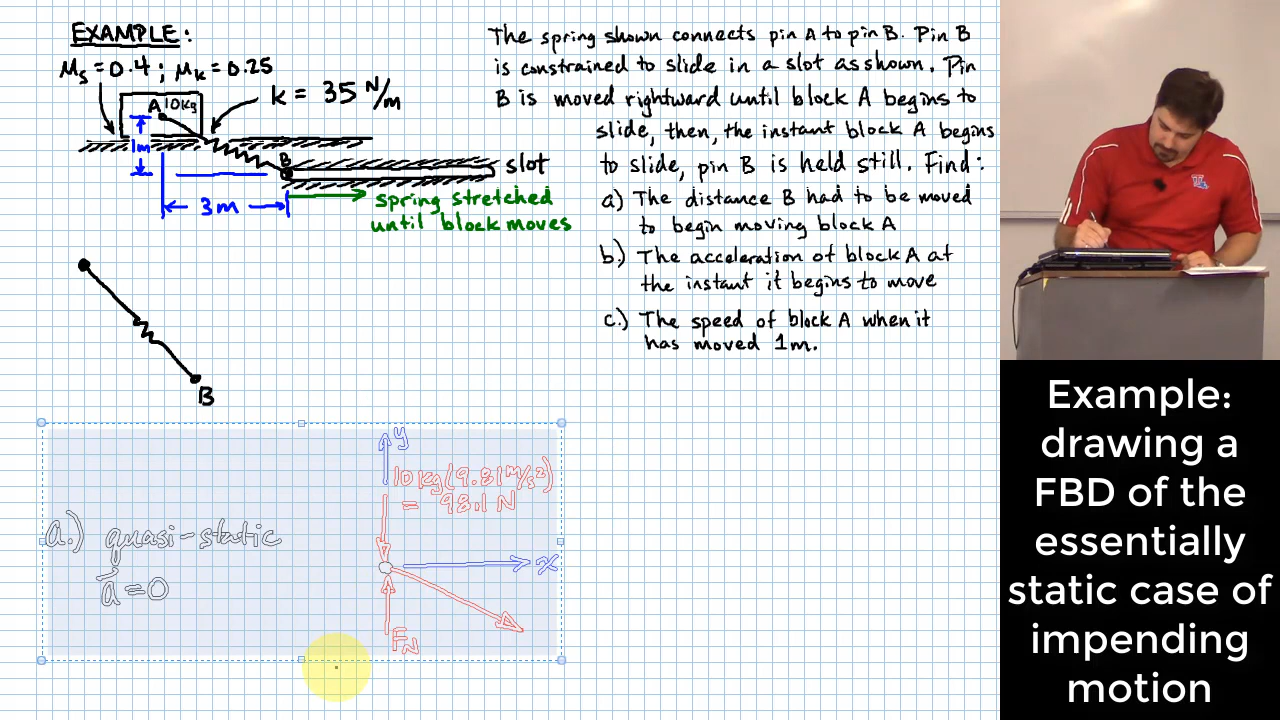 EXAMPLE:
μs = 0.4 ; μk = 0.25
k = 35 N/m
A 10kg
1m
B
slot
3m
spring stretched
until block moves
The spring shown connects pin A to pin B. Pin B
is constrained to slide in a slot as shown. Pin
B is moved rightward until block A begins to
slide, then, the instant block A begins
to slide, pin B is held still. Find:
a) The distance B had to be moved
to begin moving block A
b.) The acceleration of block A at
the instant it begins to move
c.) The speed of block A when it
has moved 1m.
B
y
10kg(9.81m/s²)
= 98.1 N
a.) quasi-static
a⃗ = 0
x
FN
Example:
drawing a
FBD of the
essentially
static case of
impending
motion